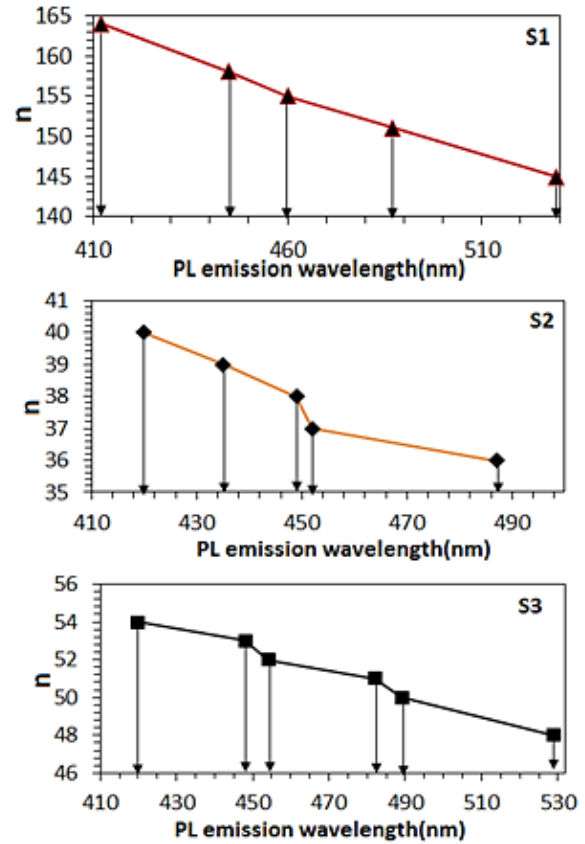 165
S1
160
155
n
150
145
140
410 460 510
PL emission wavelength(nm)
41
S2
40
39
38
n
37
36
35
410 430 450 470 490
PL emission wavelength(nm)
56
S3
54
52
n
50
48
46
410 430 450 470 490 510 530
PL emission wavelength(nm)